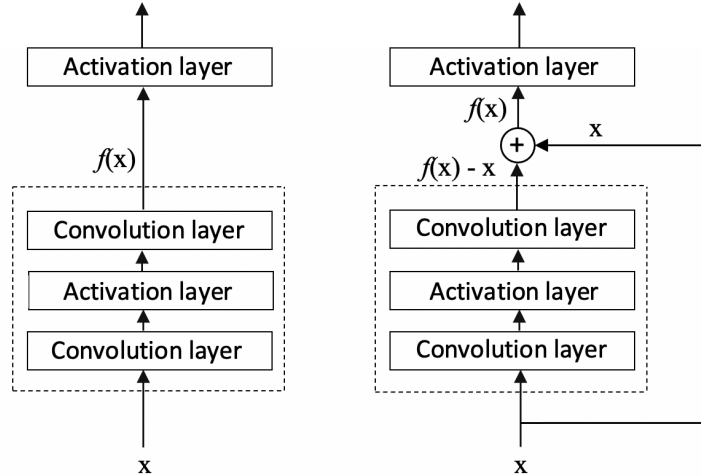 Activation layer
f(x)
Convolution layer
Activation layer
Convolution layer
x
Activation layer
f(x)
x
+
f(x) - x
Convolution layer
Activation layer
Convolution layer
x